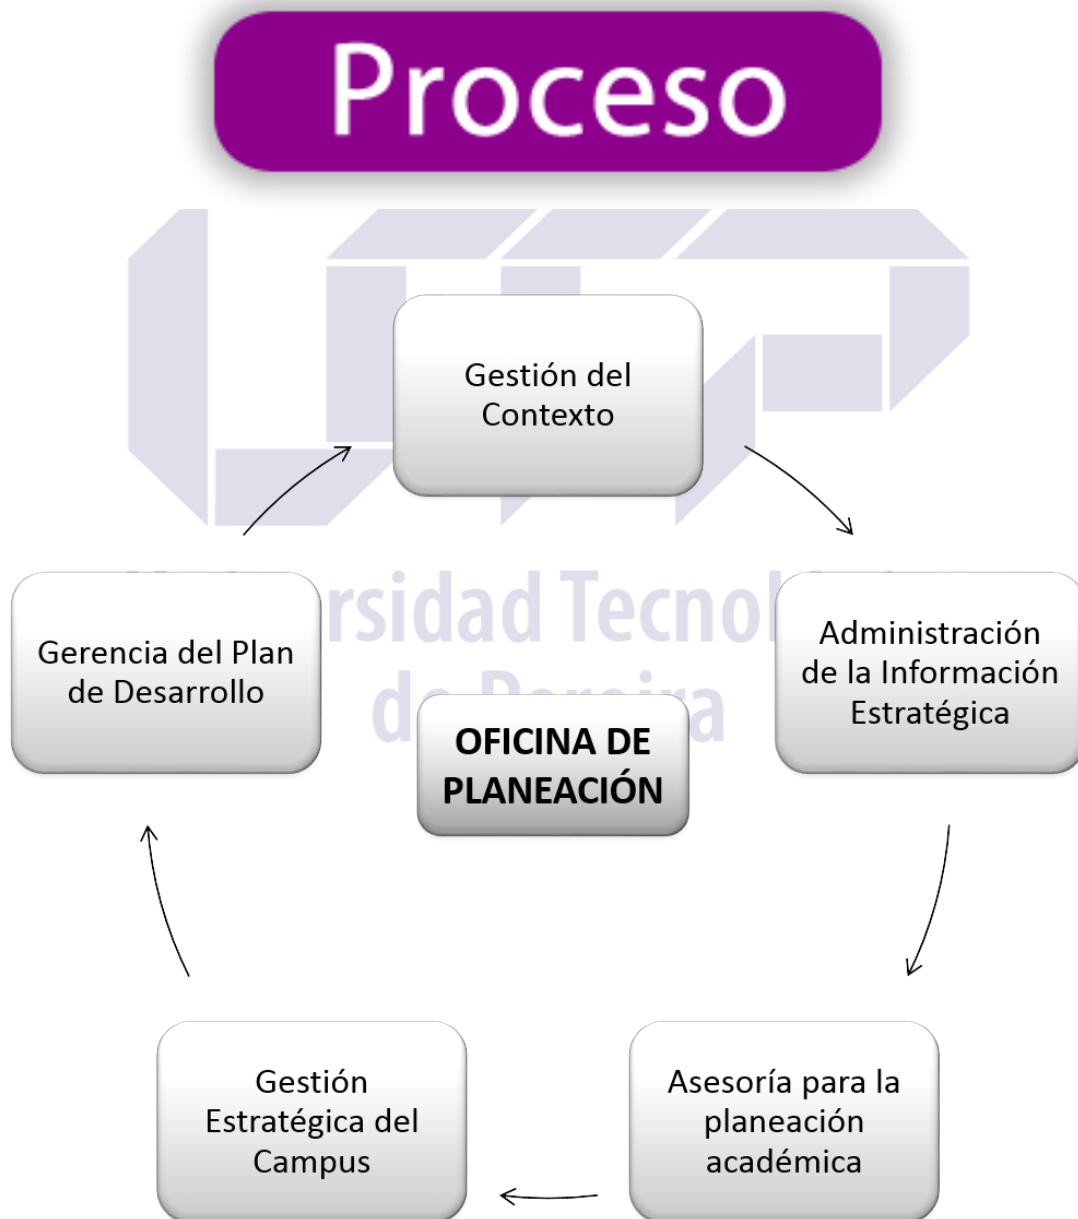 Proceso
Gestión del
Contexto
Administración
de la Información
Estratégica
Asesoría para la
planeación
académica
Gestión
Estratégica del
Campus
Gerencia del Plan
de Desarrollo
OFICINA DE
PLANEACIÓN